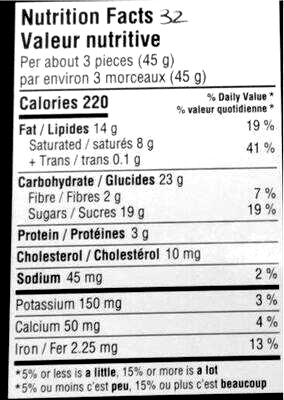 Nutrition Facts 32
Valeur nutritive
Per about 3 pieces (45 g)
par environ 3 morceaux (45 g)
Calories 220
% Daily Value *
% valeur quotidienne *
Fat / Lipides 14 g 19 %
Saturated / saturés 8 g
+ Trans / trans 0.1 g 41 %
Carbohydrate / Glucides 23 g
Fibre / Fibres 2 g 7 %
Sugars / Sucres 19 g 19 %
Protein / Protéines 3 g
Cholesterol / Cholestérol 10 mg
Sodium 45 mg 2 %
Potassium 150 mg 3 %
Calcium 50 mg 4 %
Iron / Fer 2.25 mg 13 %
*5% or less is a little, 15% or more is a lot
*5% ou moins c'est peu, 15% ou plus c'est beaucoup